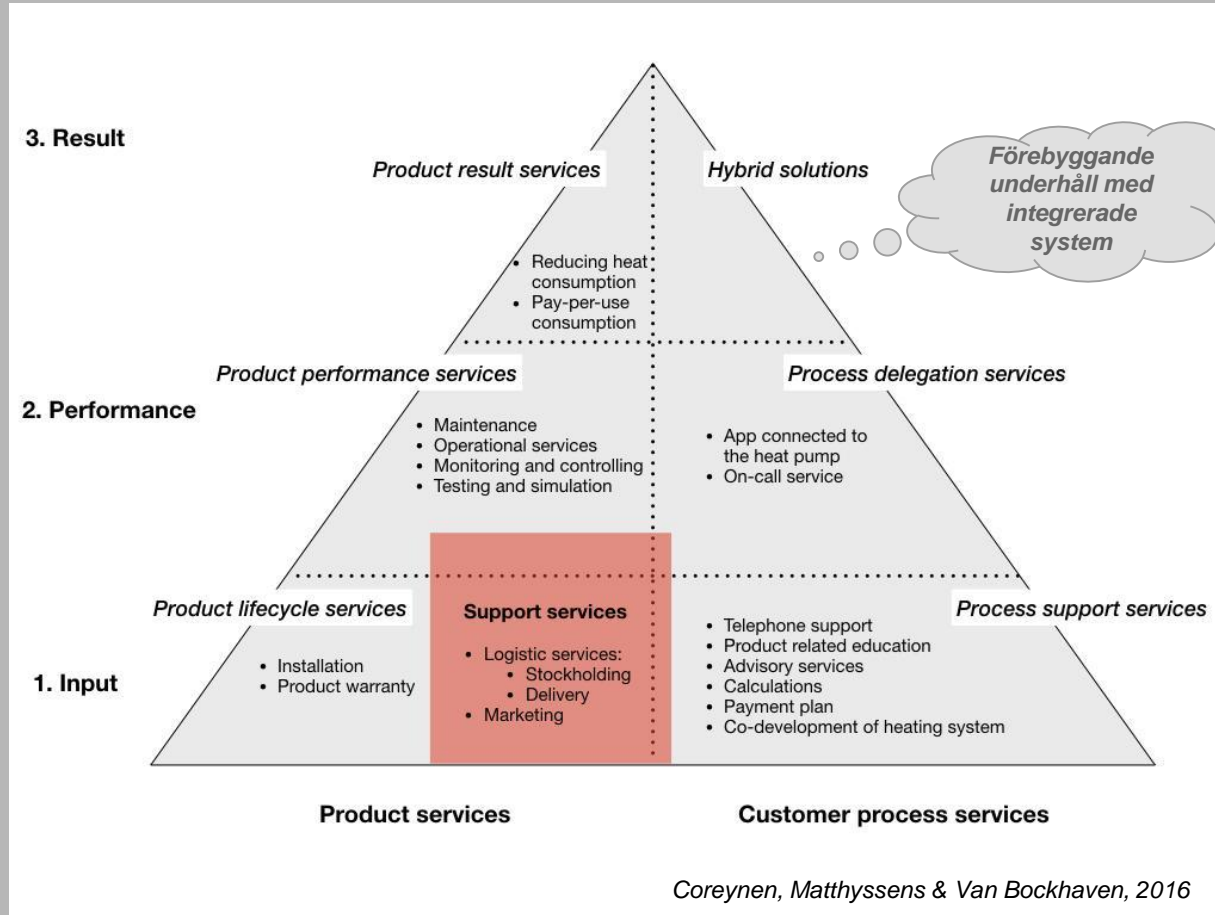 3. Result
Product result services
Hybrid solutions
Förebyggande
underhåll med
integrerade
system
• Reducing heat
consumption
• Pay-per-use
consumption
Product performance services
Process delegation services
2. Performance
• Maintenance
• Operational services
• Monitoring and controlling
• Testing and simulation
• App connected to
the heat pump
• On-call service
Product lifecycle services
Support services
Process support services
1. Input
• Installation
• Product warranty
• Logistic services:
• Stockholding
• Delivery
• Marketing
• Telephone support
• Product related education
• Advisory services
• Calculations
• Payment plan
• Co-development of heating system
Product services
Customer process services
Coreynen, Matthyssens & Van Bockhaven, 2016